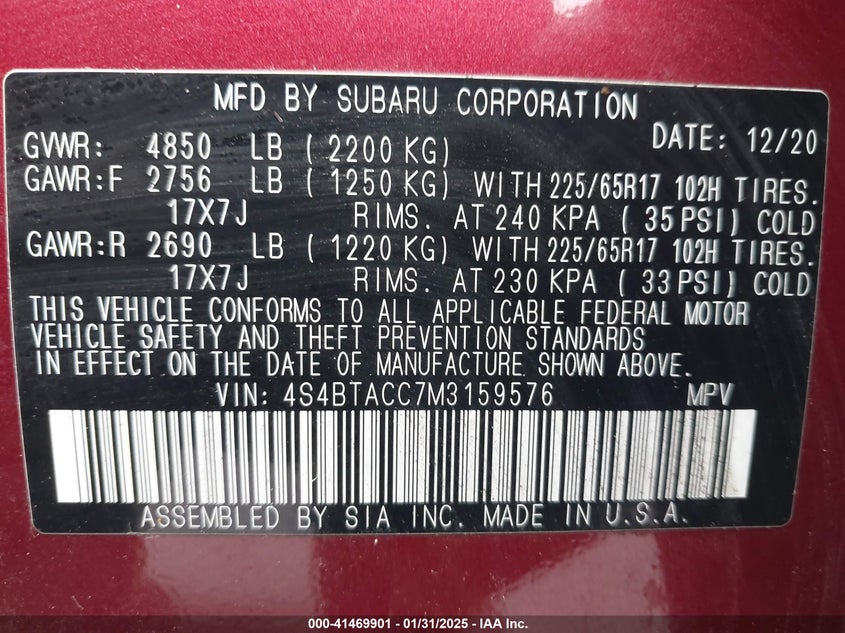 MFD BY SUBARU CORPORATION
DATE: 12/20
GVWR: 4850 LB ( 2200 KG)
GAWR:F 2756 LB ( 1250 KG) WITH 225/65R17 102H TIRES.
17X7J RIMS. AT 240 KPA ( 35 PSI) COLD
GAWR:R 2690 LB ( 1220 KG) WITH 225/65R17 102H TIRES.
17X7J RIMS. AT 230 KPA ( 33 PSI) COLD
THIS VEHICLE CONFORMS TO ALL APPLICABLE FEDERAL MOTOR
VEHICLE SAFETY AND THEFT PREVENTION STANDARDS
IN EFFECT ON THE DATE OF MANUFACTURE SHOWN ABOVE.
VIN: 4S4BTACC7M3159576 MPV
ASSEMBLED BY SIA INC. MADE IN U.S.A.
000-41469901 - 01/31/2025 - IAA Inc.